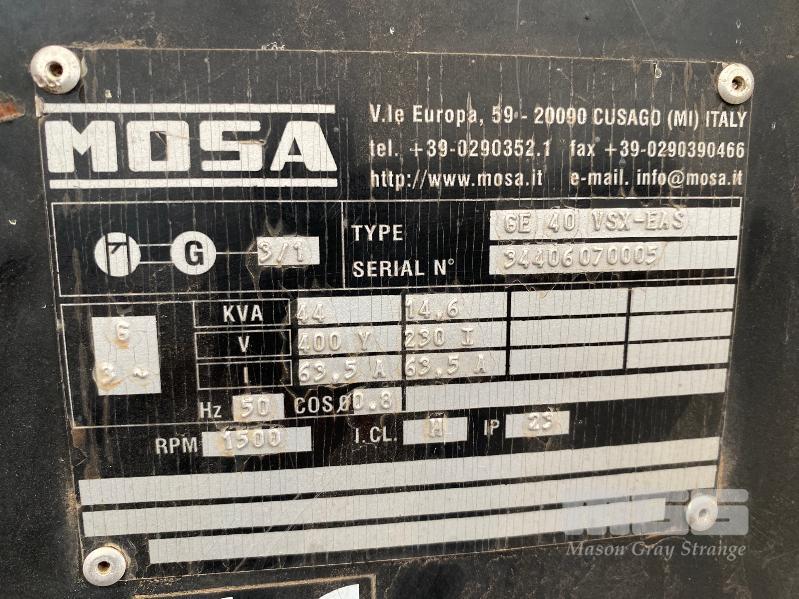 MOSA
V.le Europa, 59 - 20090 CUSAGO (MI) ITALY
tel. +39-0290352.1 fax +39-0290390466
http://www.mosa.it e-mail. info@mosa.it
G 3/1
TYPE GE 40 VSX-EAS
SERIAL N° 34406070005
G
3 ~
KVA 44 14.6
V 400 Y 230 I
I 63.5 A 63.5 A
Hz 50 COSø 0.8
RPM 1500 I.CL. H IP 23
MGS
Mason Gray Strange